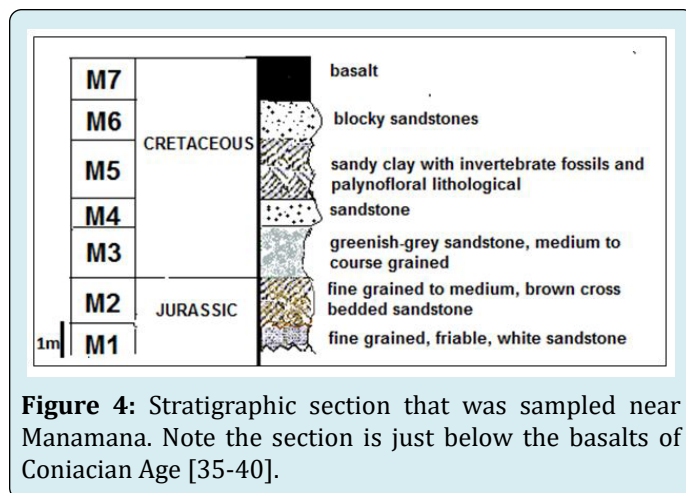 M7
basalt
M6
blocky sandstones
CRETACEOUS
M5
sandy clay with invertebrate fossils and
palynofloral lithological
M4
sandstone
M3
greenish-grey sandstone, medium to
course grained
M2
JURASSIC
fine grained to medium, brown cross
bedded sandstone
1m
M1
fine grained, friable, white sandstone
Figure 4: Stratigraphic section that was sampled near
Manamana. Note the section is just below the basalts of
Coniacian Age [35-40].